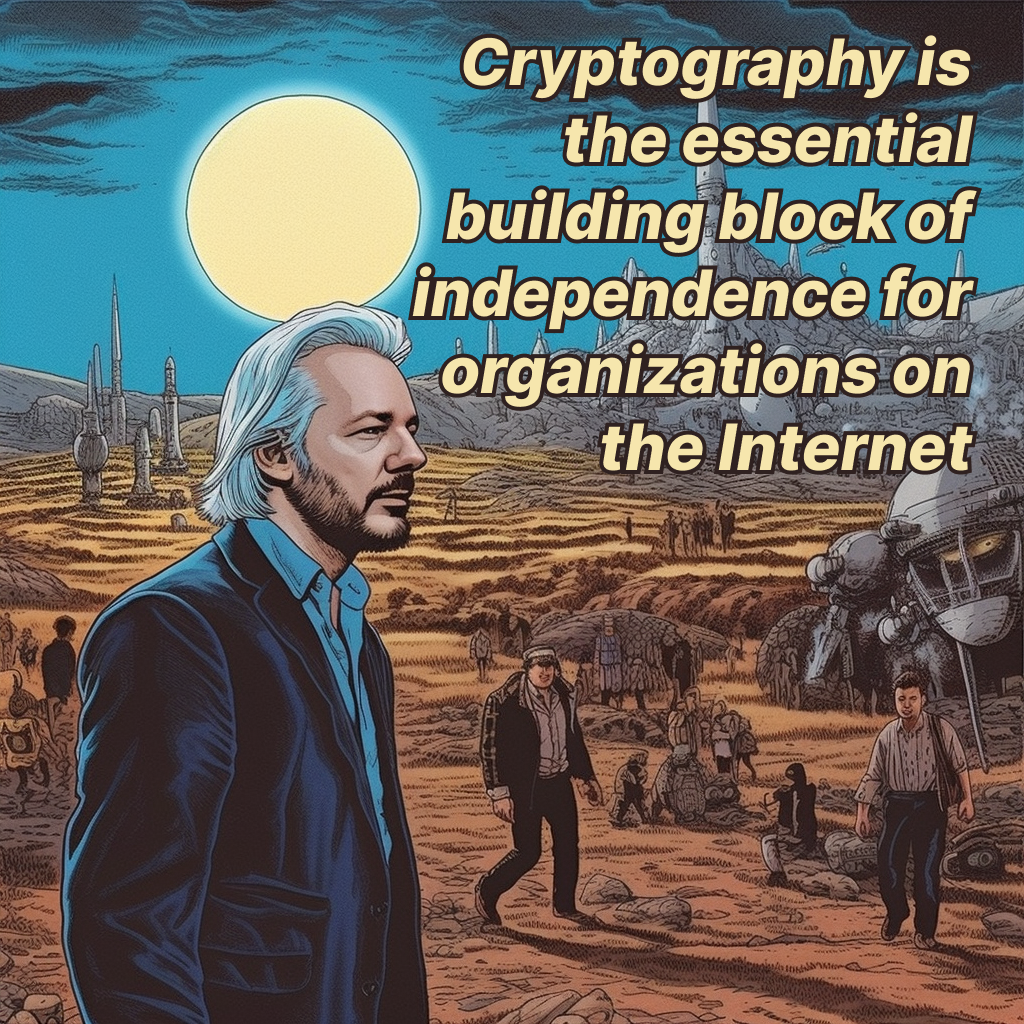 Cryptography is
the essential
building block of
independence for
organizations on
the Internet